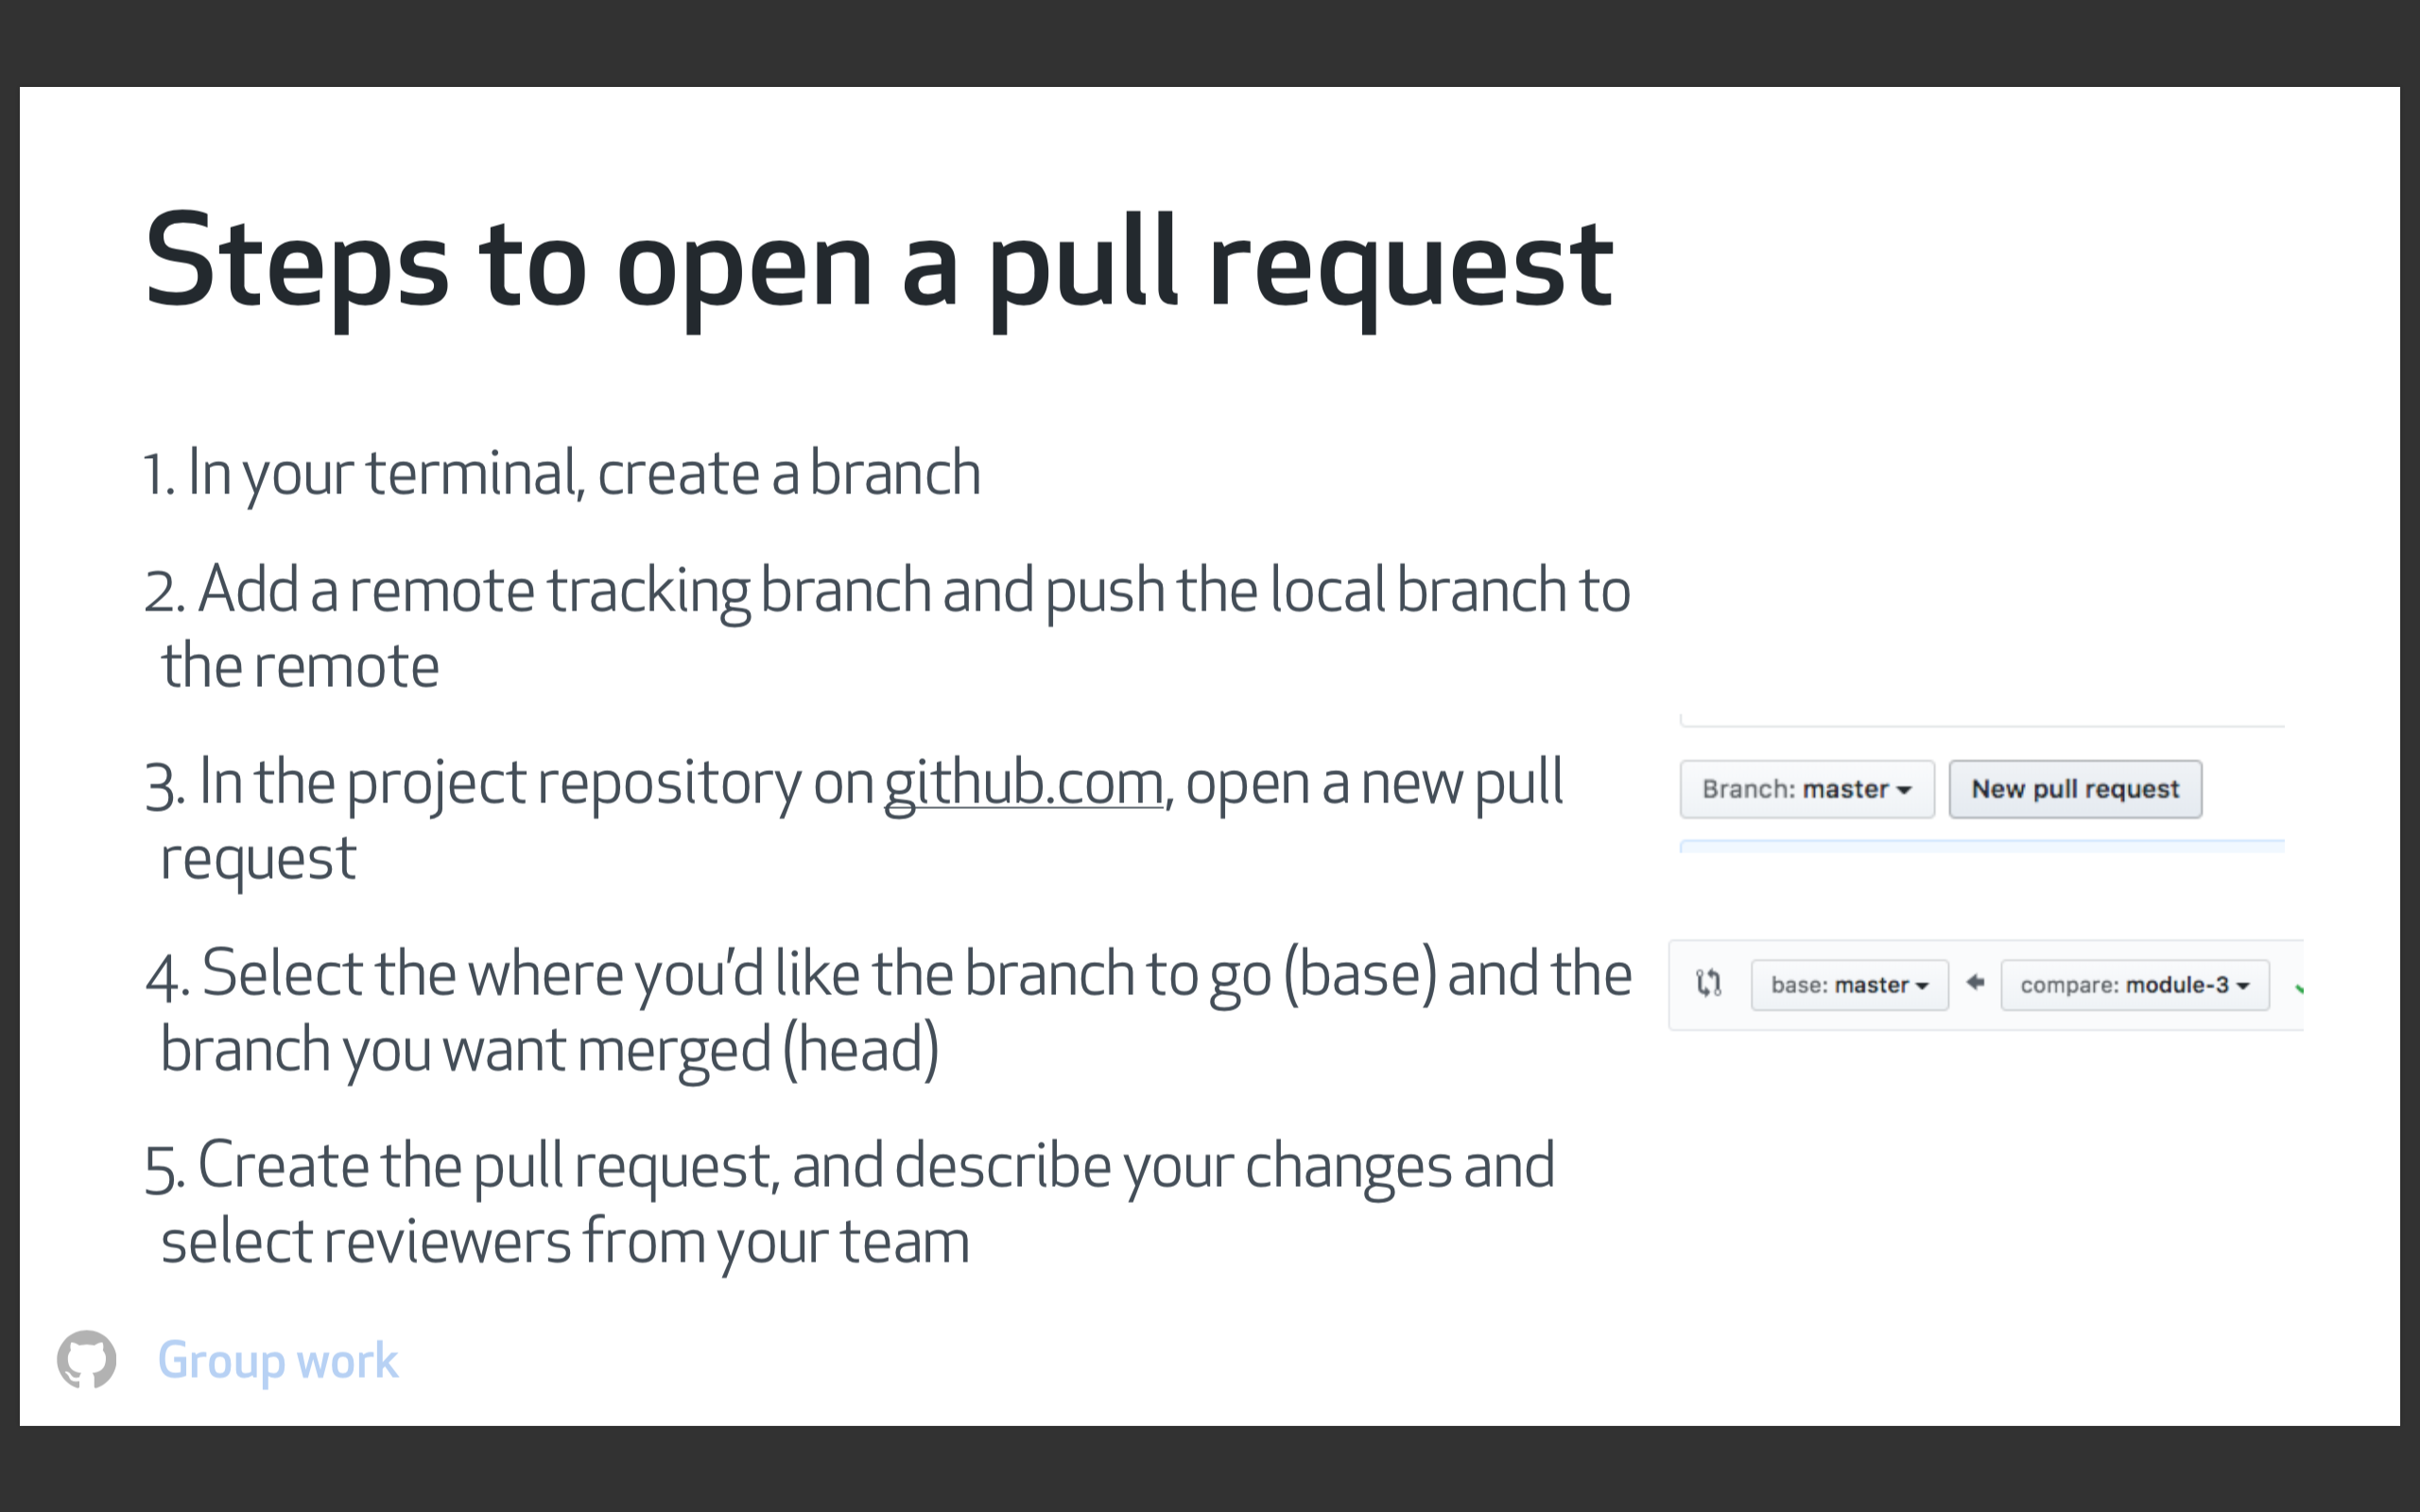 Steps to open a pull request
1. In your terminal, create a branch
2. Add a remote tracking branch and push the local branch to
the remote
3. In the project repository on github.com, open a new pull
request
Branch: master New pull request
4. Select the where you'd like the branch to go (base) and the
branch you want merged (head)
base: master compare: module-3
5. Create the pull request, and describe your changes and
select reviewers from your team
Group work